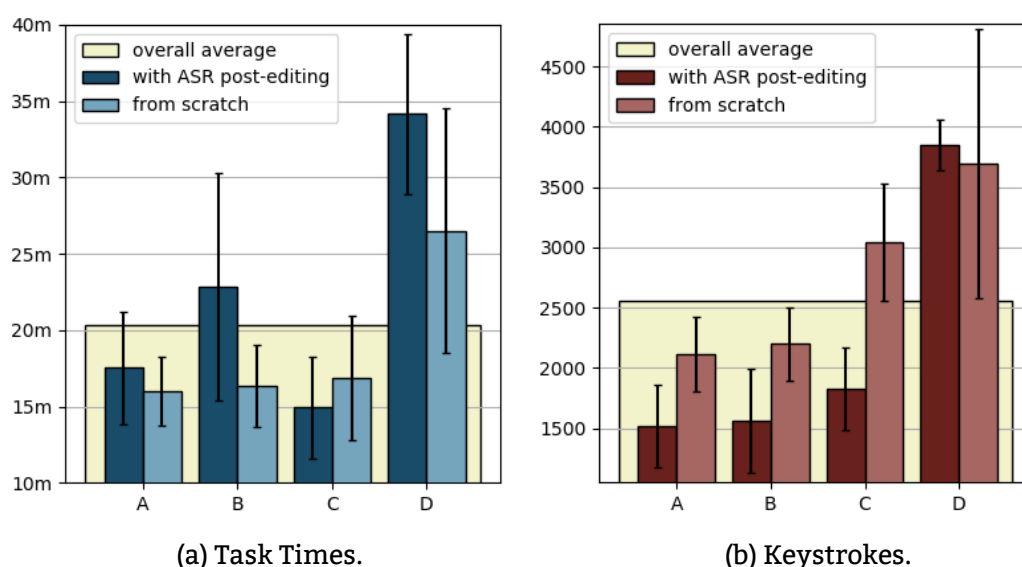 40m
35m
30m
25m
20m
15m
10m
overall average
with ASR post-editing
from scratch
A B C D
(a) Task Times.
4500
4000
3500
3000
2500
2000
1500
overall average
with ASR post-editing
from scratch
A B C D
(b) Keystrokes.